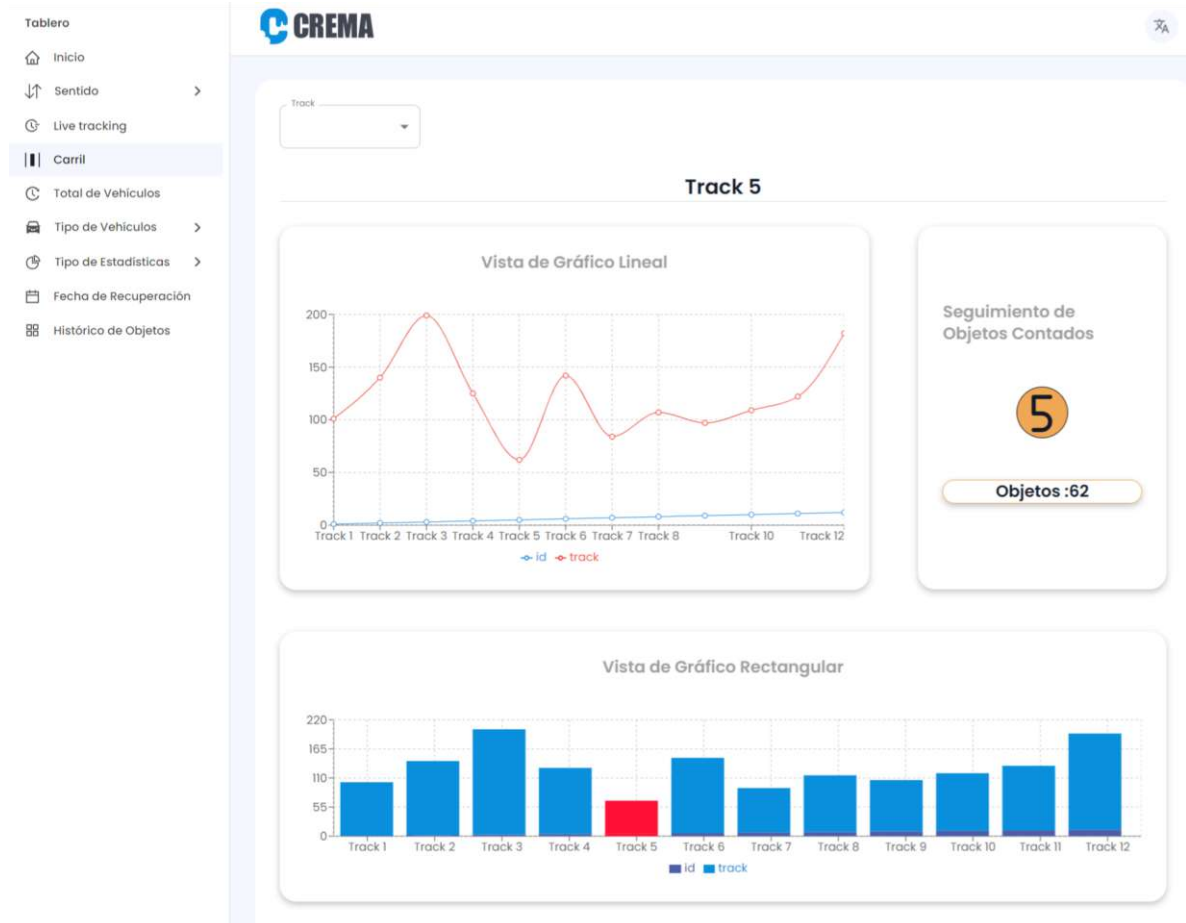 Tablero
Inicio
Sentido
Live tracking
Carril
Total de Vehículos
Tipo de Vehículos
Tipo de Estadísticas
Fecha de Recuperación
Histórico de Objetos
CREMA
Track
Track 5
Vista de Gráfico Lineal
200
150
100
50
0
Track 1 Track 2 Track 3 Track 4 Track 5 Track 6 Track 7 Track 8 Track 10 Track 12
id track
Seguimiento de
Objetos Contados
5
Objetos :62
Vista de Gráfico Rectangular
220
165
110
55
0
Track 1 Track 2 Track 3 Track 4 Track 5 Track 6 Track 7 Track 8 Track 9 Track 10 Track 11 Track 12
id track